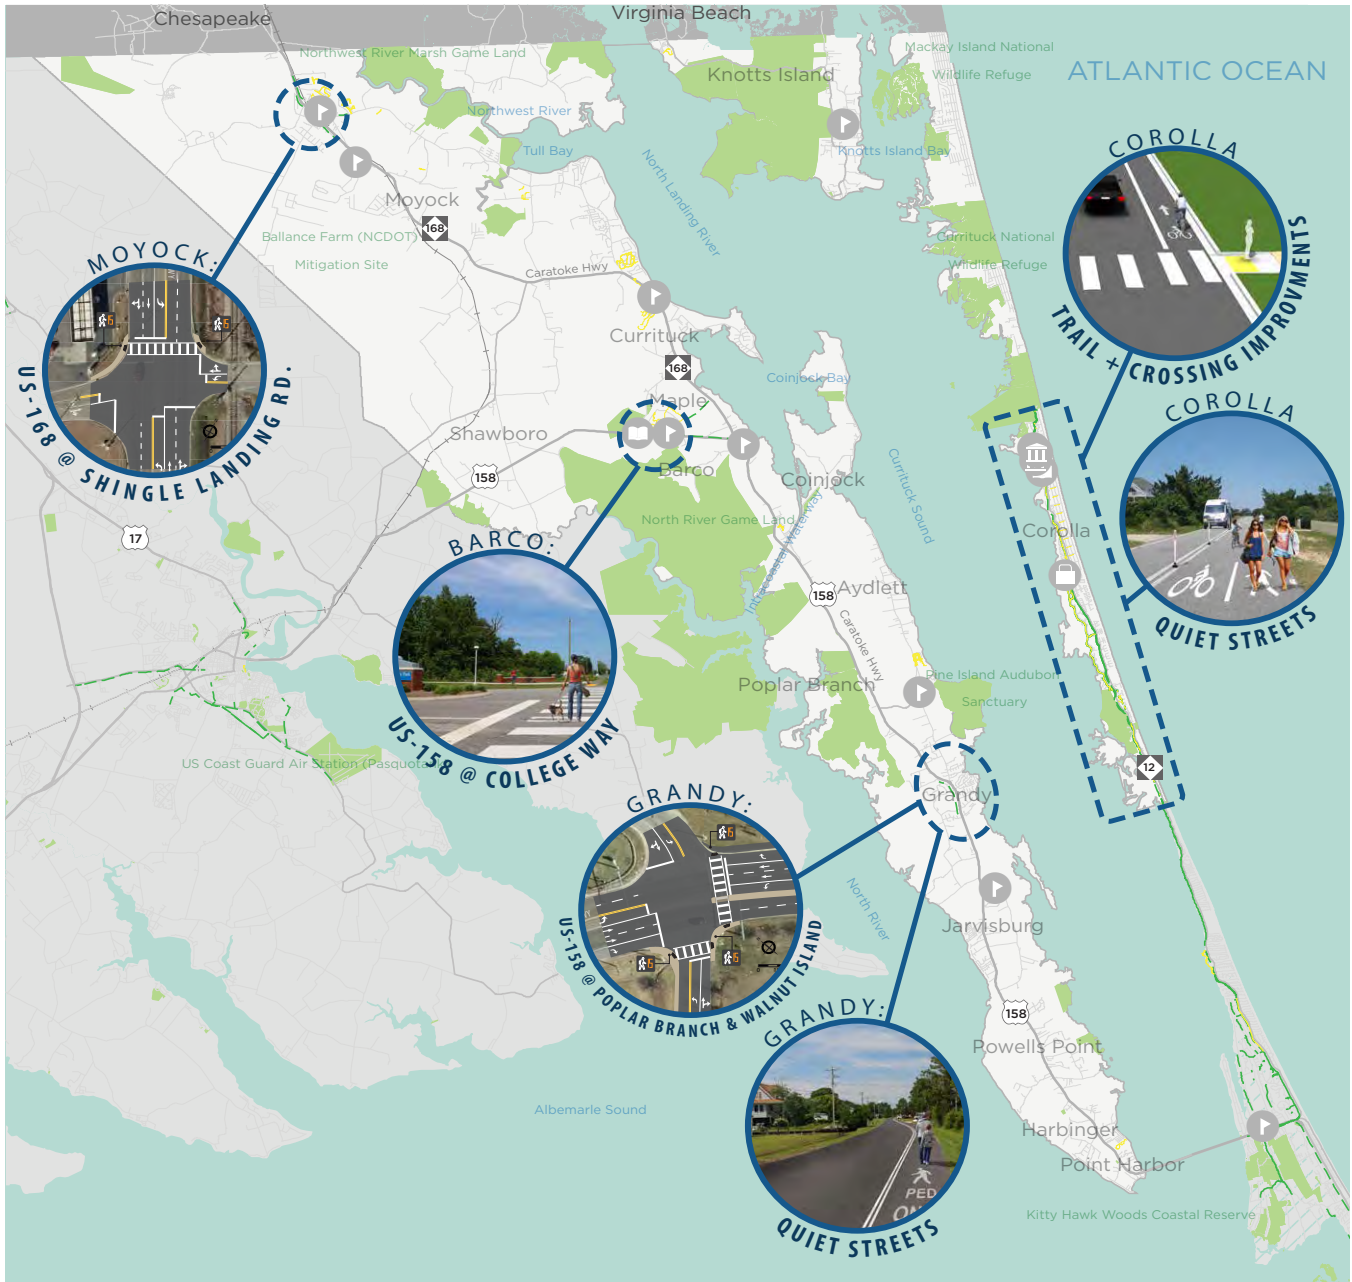 Chesapeake
Virginia Beach
Northwest River Marsh Game Land
Mackay Island National
Wildlife Refuge
Knotts Island
ATLANTIC OCEAN
Northwest River
Tull Bay
Knotts Island Bay
North Landing River
COROLLA
TRAIL + CROSSING IMPROVMENTS
Moyock
168
Ballance Farm (NCDOT)
Mitigation Site
Caratoke Hwy
Currituck National
Wildlife Refuge
MOYOCK:
US-168 @ SHINGLE LANDING RD.
Currituck
168
Coinjock Bay
Maple
COROLLA
QUIET STREETS
Shawboro
158
Barco
Coinjock
Currituck Sound
North River Game Land
Corolla
17
BARCO:
US-158 @ COLLEGE WAY
Intracoastal Waterway
158
Aydlett
Caratoke Hwy
Poplar Branch
Pine Island Audubon
Sanctuary
US Coast Guard Air Station (Pasquota
12
GRANDY:
US-158 @ POPLAR BRANCH & WALNUT ISLAND
Grandy
North River
Jarvisburg
GRANDY:
PED
ON
QUIET STREETS
158
Powells Point
Albemarle Sound
Harbinger
Point Harbor
Kitty Hawk Woods Coastal Reserve